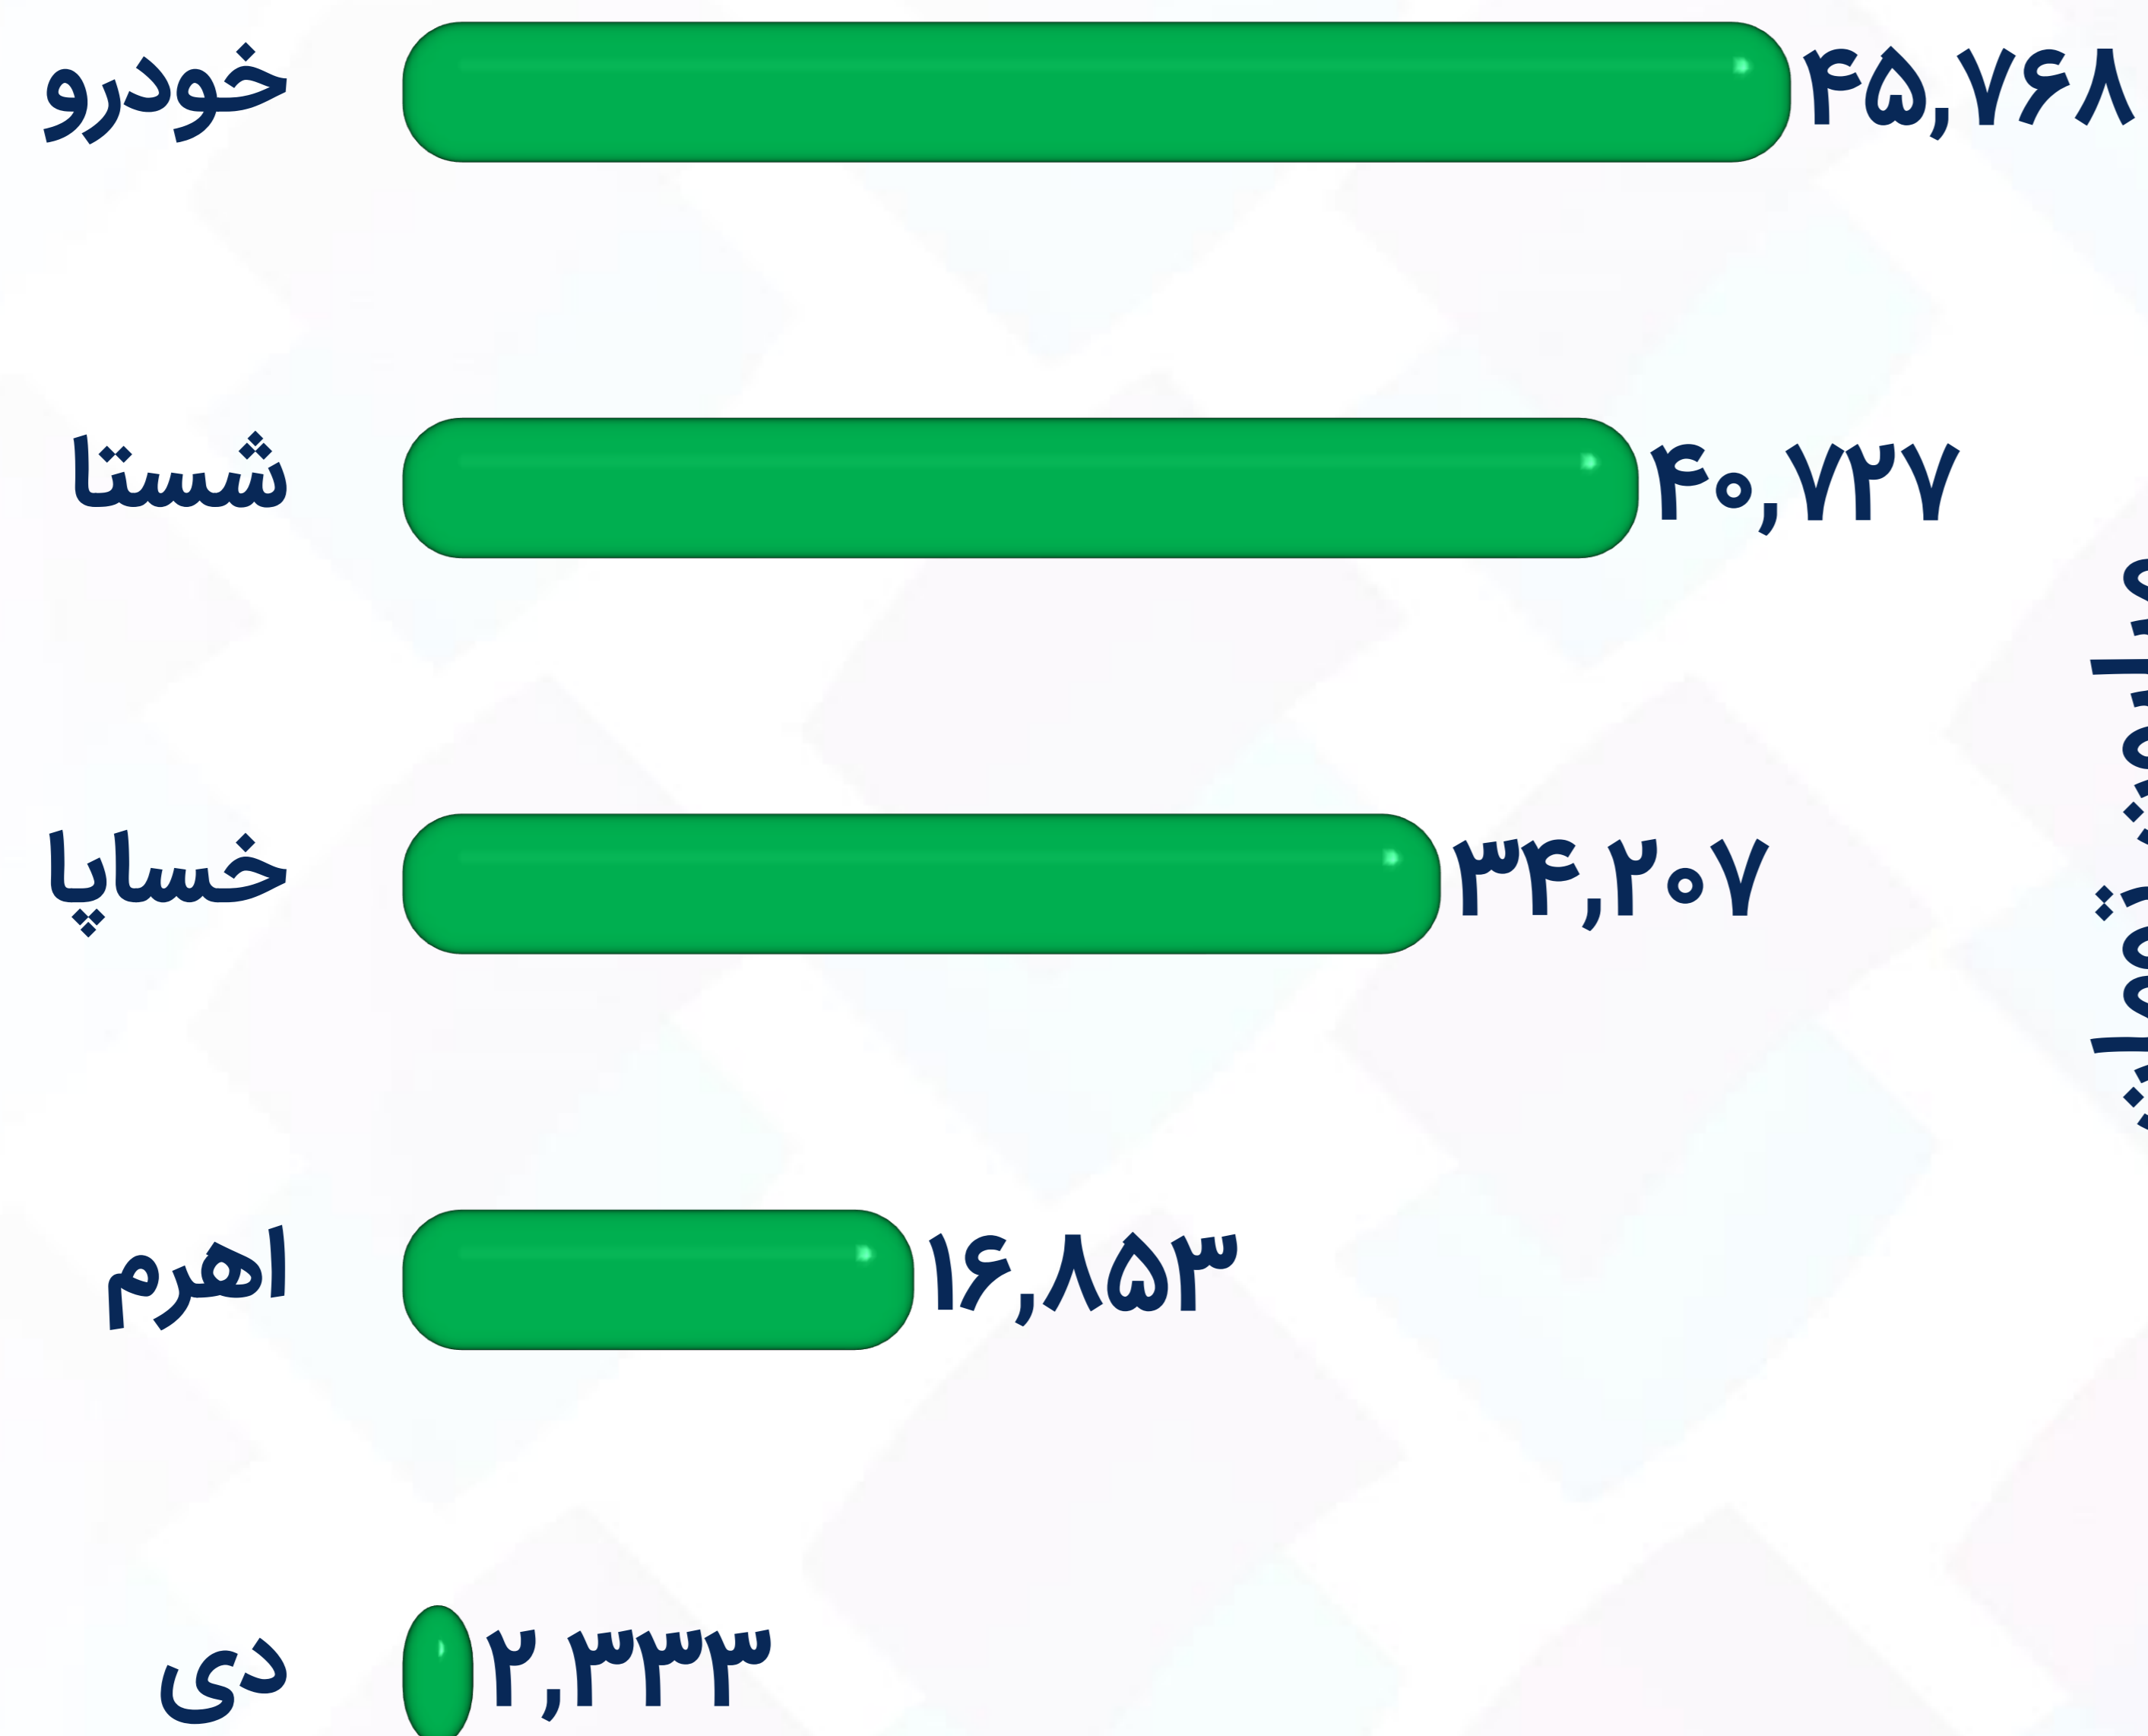 خودرو ۴۵,۷۶۸
شستا ۴۰,۷۲۷
خساپا ۳۴,۲۰۷
اهرم ۱۶,۸۵۳
دی ۲,۳۳۳